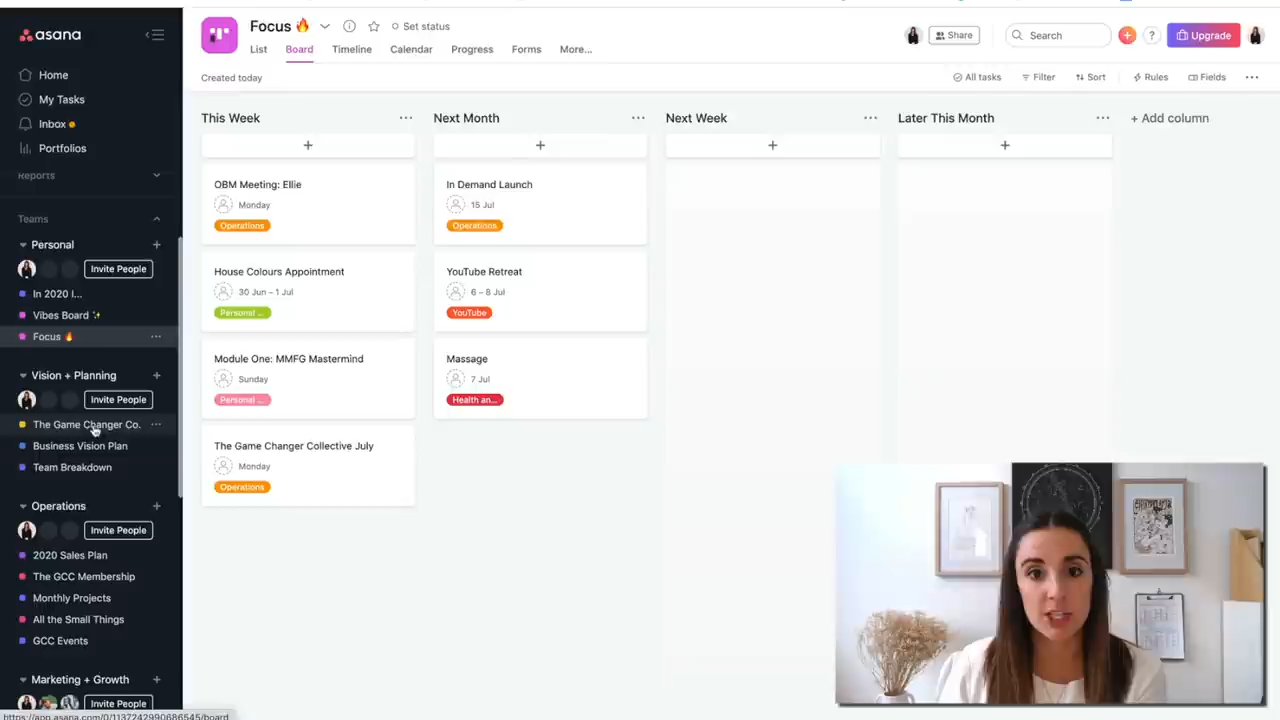 asana
Home
My Tasks
Inbox
Portfolios
Reports
Teams
Personal
Invite People
In 2020 I...
Vibes Board ✨
Focus 🔥
Vision + Planning
Invite People
The Game Changer Co.
Business Vision Plan
Team Breakdown
Operations
Invite People
2020 Sales Plan
The GCC Membership
Monthly Projects
All the Small Things
GCC Events
Marketing + Growth
Invite People
https://app.asana.com/0/1137242990686545/board
Focus 🔥
Set status
List Board Timeline Calendar Progress Forms More...
Share
Search
?
Upgrade
Created today
All tasks Filter Sort Rules Fields
This Week
OBM Meeting: Ellie
Monday
Operations
House Colours Appointment
30 Jun – 1 Jul
Personal ...
Module One: MMFG Mastermind
Sunday
Personal ...
The Game Changer Collective July
Monday
Operations
Next Month
In Demand Launch
15 Jul
Operations
YouTube Retreat
6 – 8 Jul
YouTube
Massage
7 Jul
Health an...
Next Week
Later This Month
+ Add column